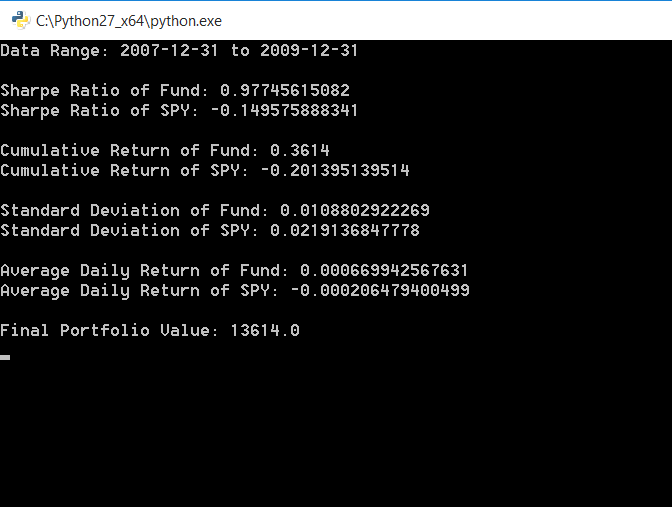 C:\Python27_x64\python.exe
Data Range: 2007-12-31 to 2009-12-31
Sharpe Ratio of Fund: 0.97745615082
Sharpe Ratio of SPY: -0.149575888341
Cumulative Return of Fund: 0.3614
Cumulative Return of SPY: -0.201395139514
Standard Deviation of Fund: 0.0108802922269
Standard Deviation of SPY: 0.0219136847778
Average Daily Return of Fund: 0.000669942567631
Average Daily Return of SPY: -0.000206479400499
Final Portfolio Value: 13614.0